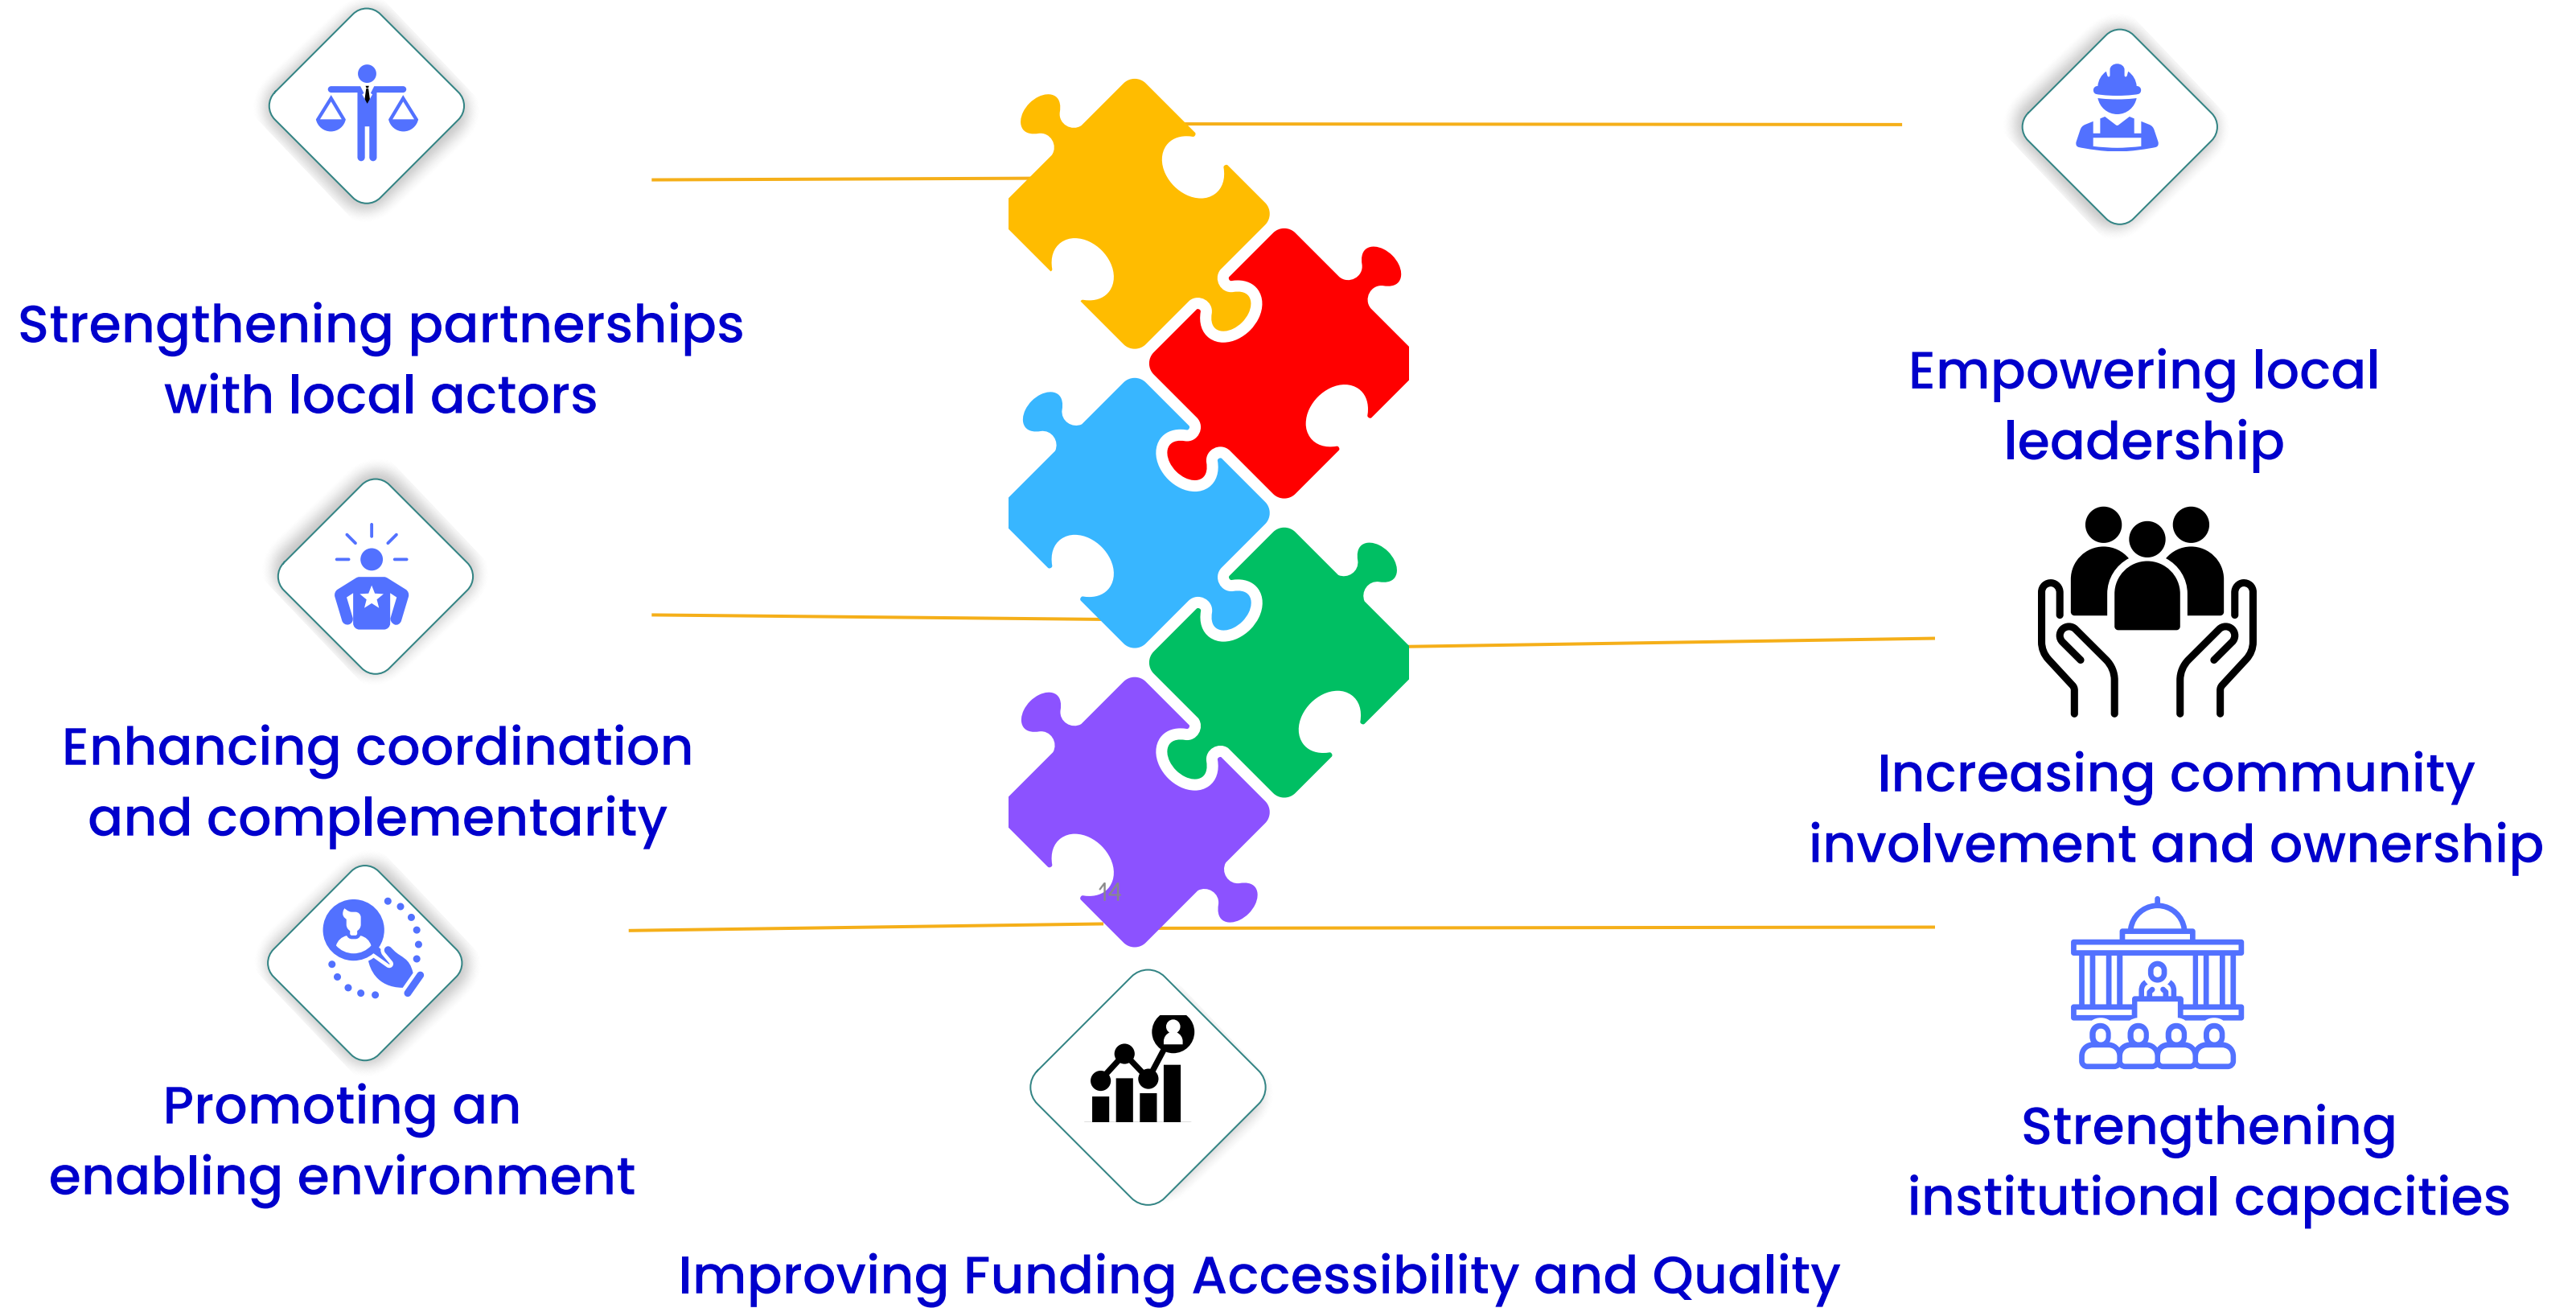 Strengthening partnerships
with local actors
Empowering local
leadership
Enhancing coordination
and complementarity
Increasing community
involvement and ownership
14
Promoting an
enabling environment
Strengthening
institutional capacities
Improving Funding Accessibility and Quality